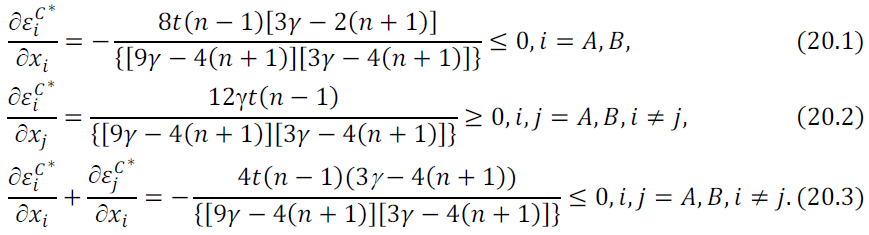 ∂ε_i^{C*}/∂x_i = − 8t(n − 1)[3γ − 2(n + 1)] / {[9γ − 4(n + 1)][3γ − 4(n + 1)]} ≤ 0, i = A, B, (20.1)
∂ε_i^{C*}/∂x_j = 12γt(n − 1) / {[9γ − 4(n + 1)][3γ − 4(n + 1)]} ≥ 0, i, j = A, B, i ≠ j, (20.2)
∂ε_i^{C*}/∂x_i + ∂ε_j^{C*}/∂x_i = − 4t(n − 1)(3γ − 4(n + 1)) / {[9γ − 4(n + 1)][3γ − 4(n + 1)]} ≤ 0, i, j = A, B, i ≠ j. (20.3)